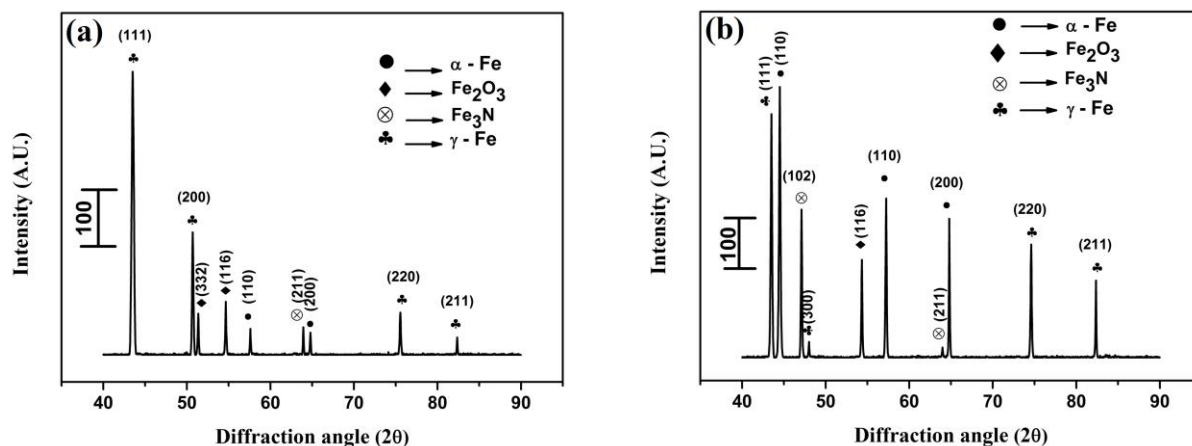 (a)
(111)
♣
● → α - Fe
◆ → Fe₂O₃
⊗ → Fe₃N
♣ → γ - Fe
(200)
♣
100
(332)
◆
(116)
◆
(110)
●
(211)
⊗
(200)
●
(220)
♣
(211)
♣
Intensity (A.U.)
40 50 60 70 80 90
Diffraction angle (2θ)
(b)
(111)
♣
(110)
●
● → α - Fe
◆ → Fe₂O₃
⊗ → Fe₃N
♣ → γ - Fe
(102)
⊗
(300)
♣
(116)
◆
(110)
●
(211)
⊗
(200)
●
(220)
♣
(211)
♣
100
Intensity (A.U.)
40 50 60 70 80 90
Diffraction angle (2θ)